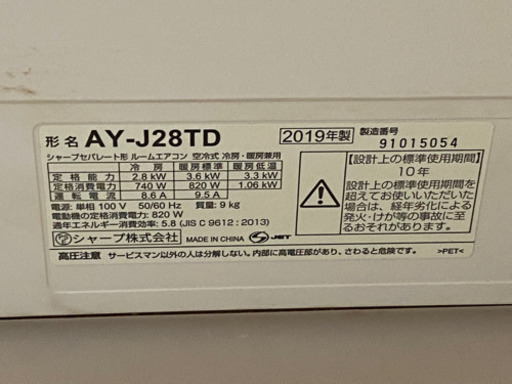 形名 AY-J28TD 2019年製 製造番号 91015054
シャープセパレート形 ルームエアコン 空冷式 冷房・暖房兼用
冷房 暖房標準 暖房低温
定格能力 2.8 kW 3.6 kW 3.3 kW
定格消費電力 740 W 820 W 1.06 kW
運転電流 8.6 A 9.5 A
電源:単相 100 V 50/60 Hz 質量:9 kg
電動機の定格消費電力:820 W
通年エネルギー消費効率:5.8 (JIS C 9612:2013)
シャープ株式会社 MADE IN CHINA JET
【設計上の標準使用期間】
10年
設計上の標準使用期間を
超えてお使いいただいた
場合は、経年劣化による
発火・けが等の事故に至
るおそれがあります。
高圧注意 サービスマン以外の人は分解しない。内部に高電圧部があり、さわると危険です。 >PET<